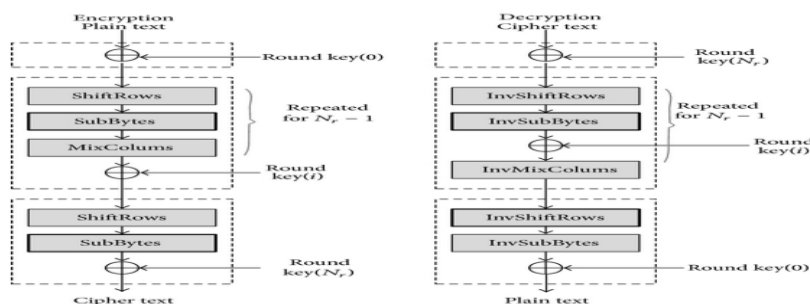 Encryption
Plain text
Round key(0)
ShiftRows
SubBytes
MixColums
Repeated
for N_r − 1
Round
key(i)
ShiftRows
SubBytes
Round
key(N_r)
Cipher text
Decryption
Cipher text
Round
key(N_r)
InvShiftRows
InvSubBytes
Repeated
for N_r − 1
Round
key(i)
InvMixColums
InvShiftRows
InvSubBytes
Round key(0)
Plain text